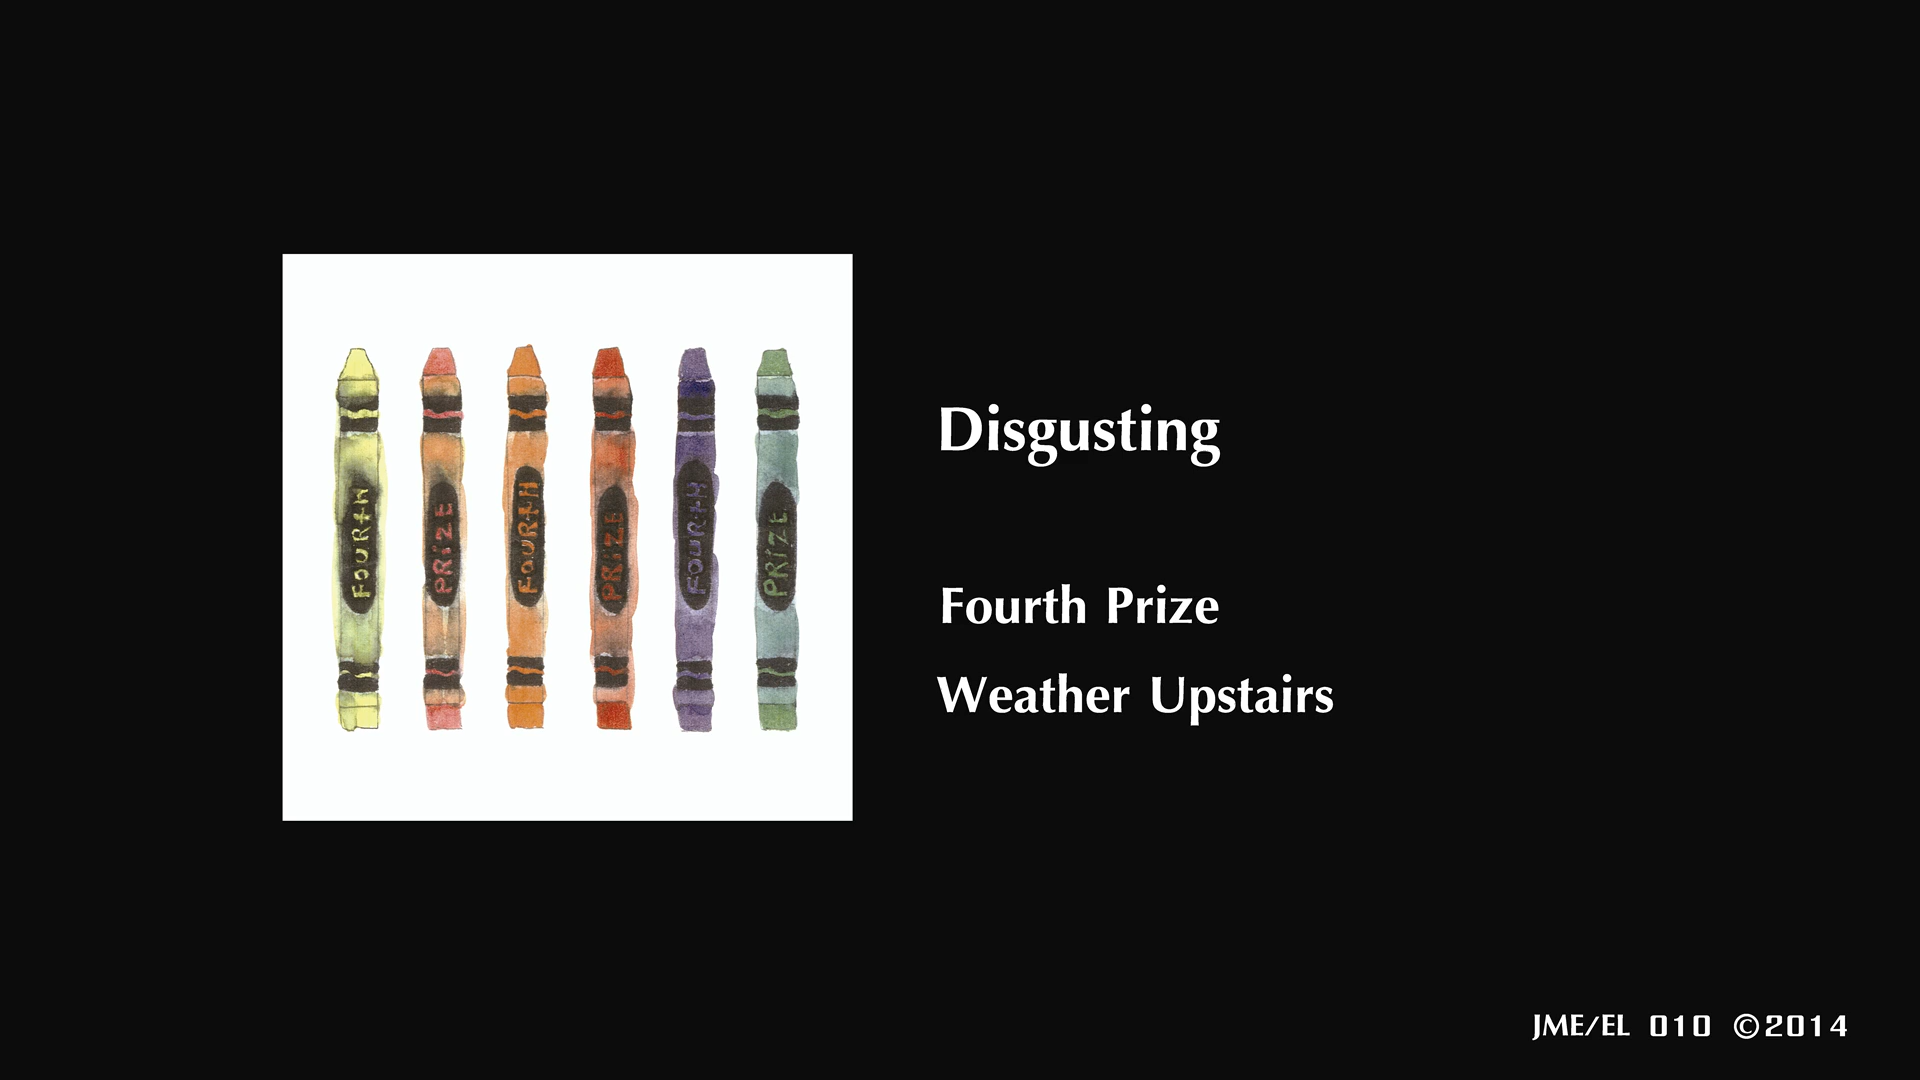 FOURTH
PRIZE
FOURTH
PRIZE
FOURTH
PRIZE
Disgusting
Fourth Prize
Weather Upstairs
JME/EL 010 ©2014